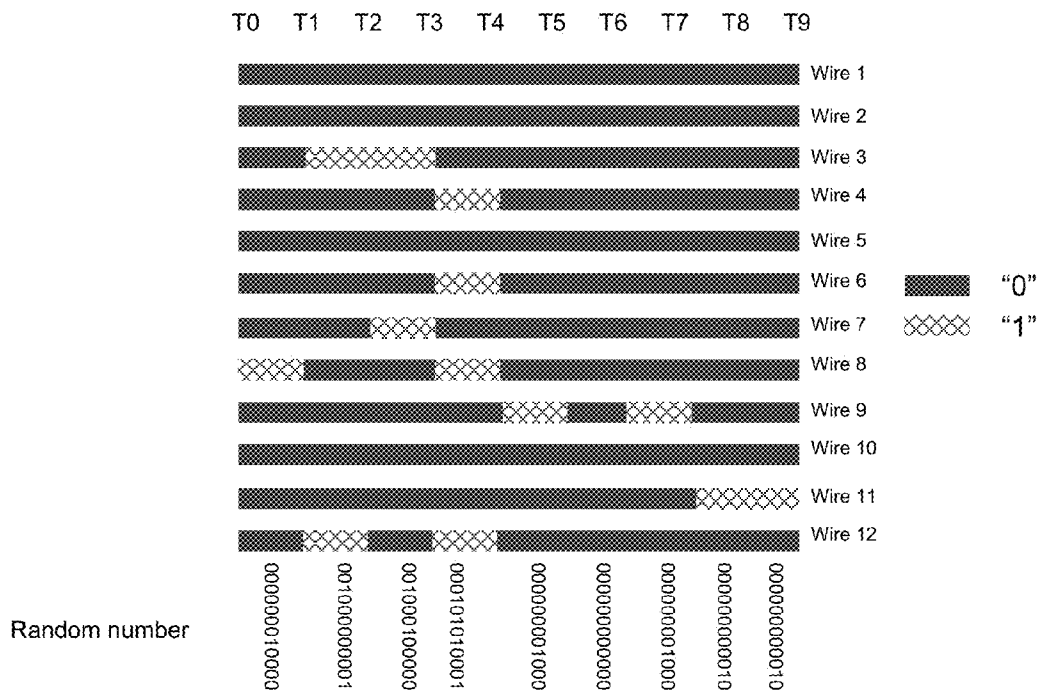 T0 T1 T2 T3 T4 T5 T6 T7 T8 T9
Wire 1
Wire 2
Wire 3
Wire 4
Wire 5
Wire 6
Wire 7
Wire 8
Wire 9
Wire 10
Wire 11
Wire 12
“0”
“1”
Random number
000000010000
001000000001
001000100000
000101010001
000000001000
000000000000
000000001000
000000000010
000000000010